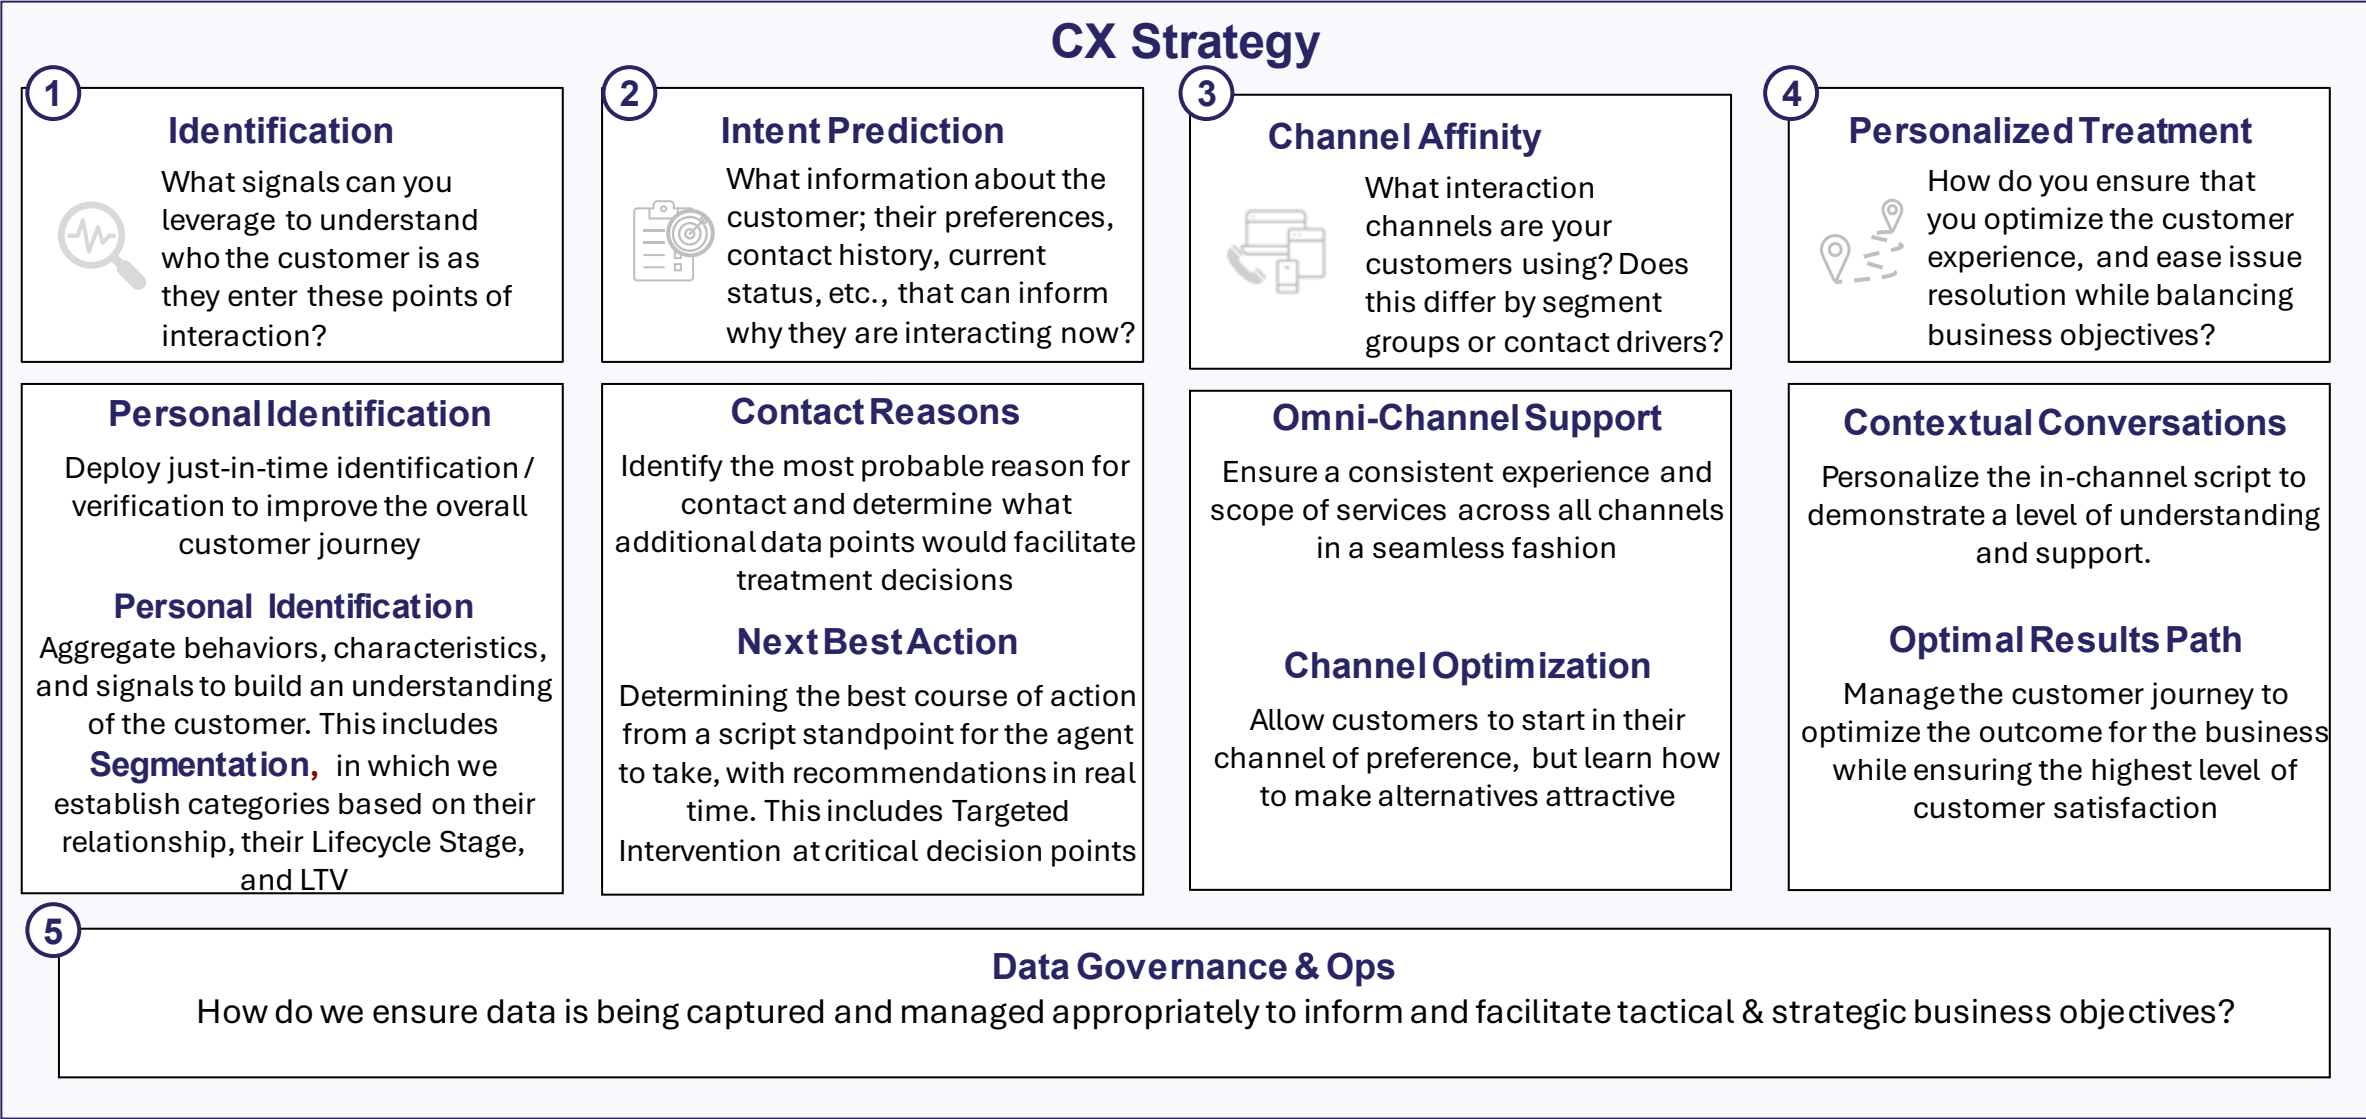 CX Strategy
1
Identification
What signals can you
leverage to understand
who the customer is as
they enter these points of
interaction?
Personal Identification
Deploy just-in-time identification /
verification to improve the overall
customer journey
Personal Identification
Aggregate behaviors, characteristics,
and signals to build an understanding
of the customer. This includes
Segmentation, in which we
establish categories based on their
relationship, their Lifecycle Stage,
and LTV
2
Intent Prediction
What information about the
customer; their preferences,
contact history, current
status, etc., that can inform
why they are interacting now?
Contact Reasons
Identify the most probable reason for
contact and determine what
additional data points would facilitate
treatment decisions
Next Best Action
Determining the best course of action
from a script standpoint for the agent
to take, with recommendations in real
time. This includes Targeted
Intervention at critical decision points
3
Channel Affinity
What interaction
channels are your
customers using? Does
this differ by segment
groups or contact drivers?
Omni-Channel Support
Ensure a consistent experience and
scope of services across all channels
in a seamless fashion
Channel Optimization
Allow customers to start in their
channel of preference, but learn how
to make alternatives attractive
4
Personalized Treatment
How do you ensure that
you optimize the customer
experience, and ease issue
resolution while balancing
business objectives?
Contextual Conversations
Personalize the in-channel script to
demonstrate a level of understanding
and support.
Optimal Results Path
Manage the customer journey to
optimize the outcome for the business
while ensuring the highest level of
customer satisfaction
5
Data Governance & Ops
How do we ensure data is being captured and managed appropriately to inform and facilitate tactical & strategic business objectives?